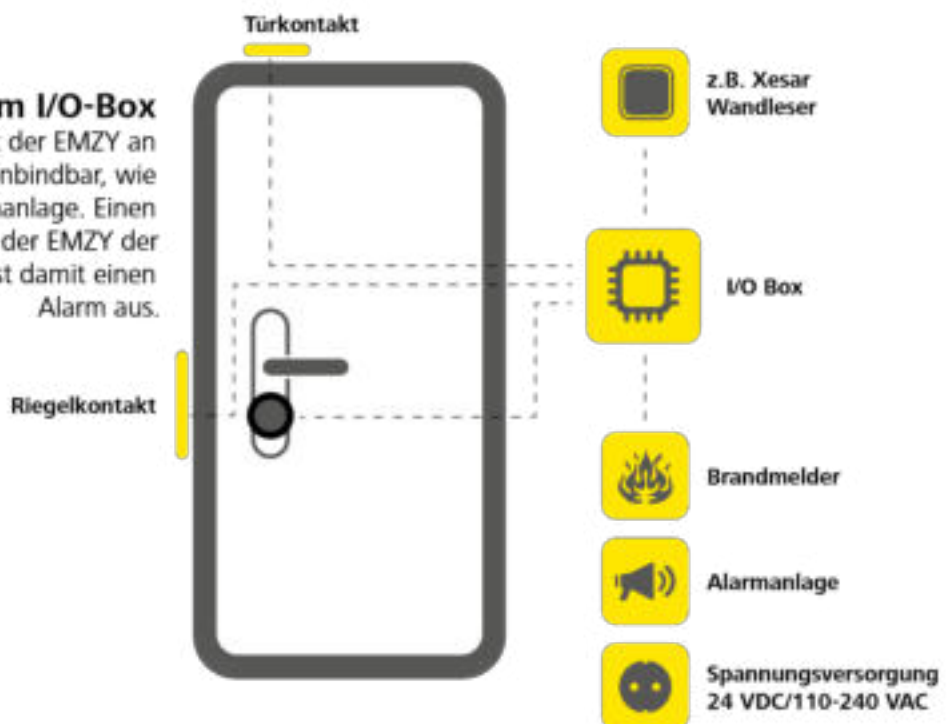 Türkontakt
m I/O-Box
der EMZY an
nbindbar, wie
anlage. Einen
der EMZY der
st damit einen
Alarm aus.
Riegelkontakt
z.B. Xesar
Wandleser
I/O Box
Brandmelder
Alarmanlage
Spannungsversorgung
24 VDC/110-240 VAC